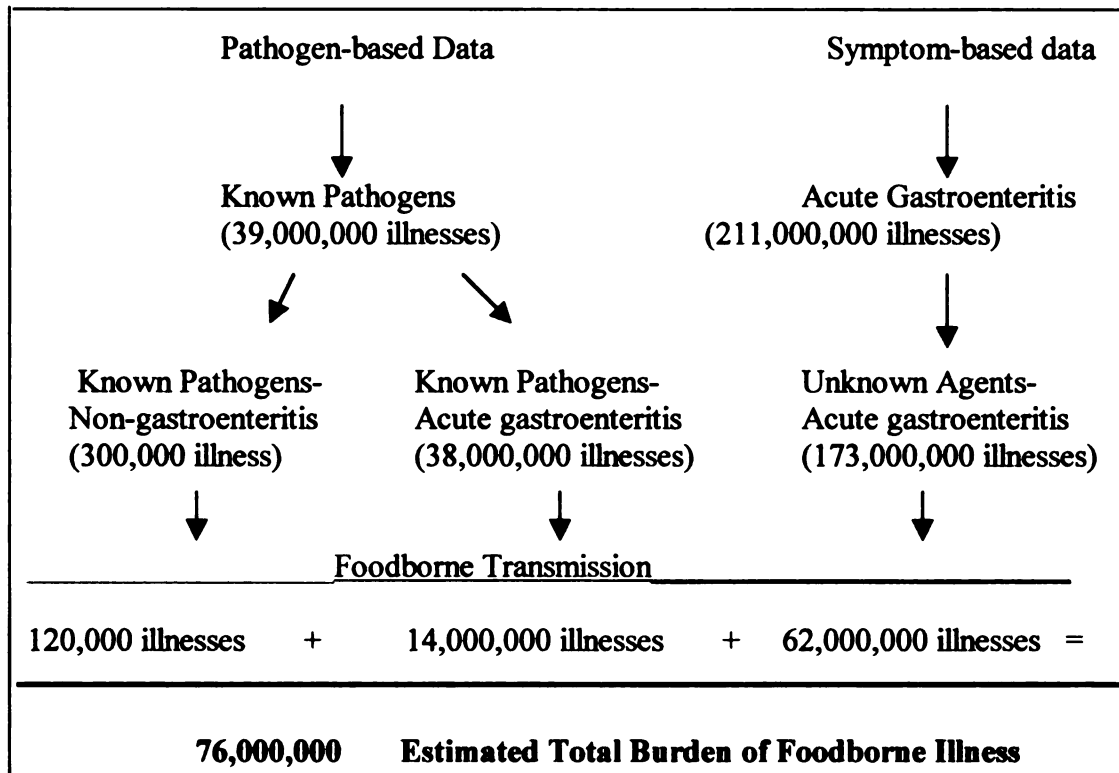 Pathogen-based Data Symptom-based data
Known Pathogens Acute Gastroenteritis
(39,000,000 illnesses) (211,000,000 illnesses)
Known Pathogens- Known Pathogens- Unknown Agents-
Non-gastroenteritis Acute gastroenteritis Acute gastroenteritis
(300,000 illness) (38,000,000 illnesses) (173,000,000 illnesses)
Foodborne Transmission
120,000 illnesses + 14,000,000 illnesses + 62,000,000 illnesses =
76,000,000 Estimated Total Burden of Foodborne Illness